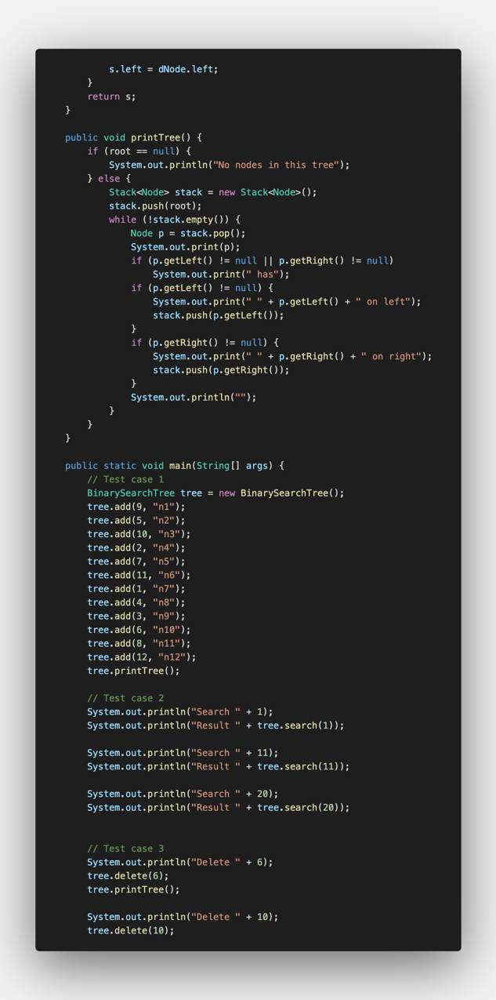 s.left = dNode.left;
        }
        return s;
    }

    public void printTree() {
        if (root == null) {
            System.out.println("No nodes in this tree");
        } else {
            Stack<Node> stack = new Stack<Node>();
            stack.push(root);
            while (!stack.empty()) {
                Node p = stack.pop();
                System.out.print(p);
                if (p.getLeft() != null || p.getRight() != null)
                    System.out.print(" has");
                if (p.getLeft() != null) {
                    System.out.print(" " + p.getLeft() + " on left");
                    stack.push(p.getLeft());
                }
                if (p.getRight() != null) {
                    System.out.print(" " + p.getRight() + " on right");
                    stack.push(p.getRight());
                }
                System.out.println("");
            }
        }
    }

    public static void main(String[] args) {
        // Test case 1
        BinarySearchTree tree = new BinarySearchTree();
        tree.add(9, "n1");
        tree.add(5, "n2");
        tree.add(10, "n3");
        tree.add(2, "n4");
        tree.add(7, "n5");
        tree.add(11, "n6");
        tree.add(1, "n7");
        tree.add(4, "n8");
        tree.add(3, "n9");
        tree.add(6, "n10");
        tree.add(8, "n11");
        tree.add(12, "n12");
        tree.printTree();

        // Test case 2
        System.out.println("Search " + 1);
        System.out.println("Result " + tree.search(1));

        System.out.println("Search " + 11);
        System.out.println("Result " + tree.search(11));

        System.out.println("Search " + 20);
        System.out.println("Result " + tree.search(20));


        // Test case 3
        System.out.println("Delete " + 6);
        tree.delete(6);
        tree.printTree();

        System.out.println("Delete " + 10);
        tree.delete(10);